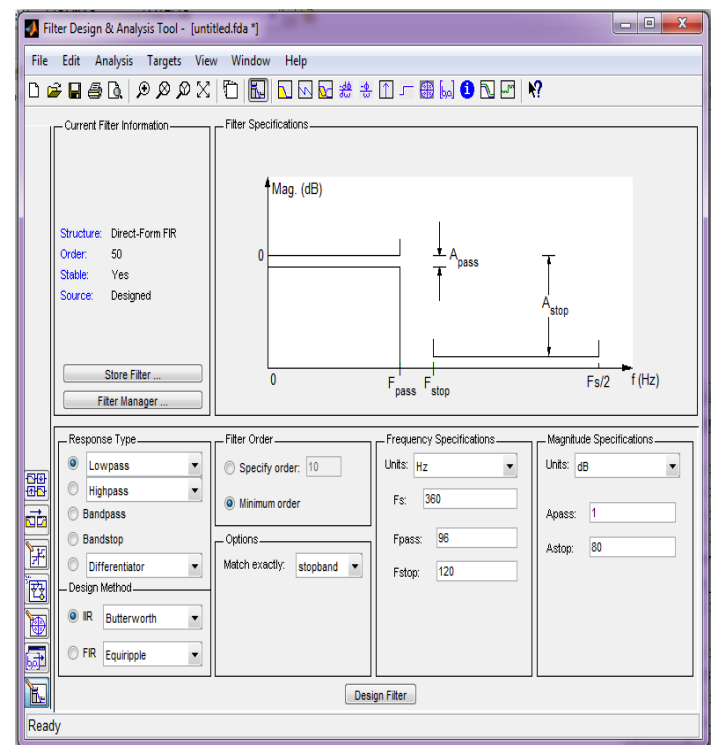 Filter Design & Analysis Tool - [untitled.fda *]
File Edit Analysis Targets View Window Help
Current Filter Information
Structure: Direct-Form FIR
Order: 50
Stable: Yes
Source: Designed
Store Filter ...
Filter Manager ...
Filter Specifications
Mag. (dB)
0
Apass
Astop
0
Fpass
Fstop
Fs/2
f (Hz)
Response Type
Lowpass
Highpass
Bandpass
Bandstop
Differentiator
Design Method
IIR Butterworth
FIR Equiripple
Filter Order
Specify order: 10
Minimum order
Options
Match exactly: stopband
Frequency Specifications
Units: Hz
Fs: 360
Fpass: 96
Fstop: 120
Magnitude Specifications
Units: dB
Apass: 1
Astop: 80
Design Filter
Ready